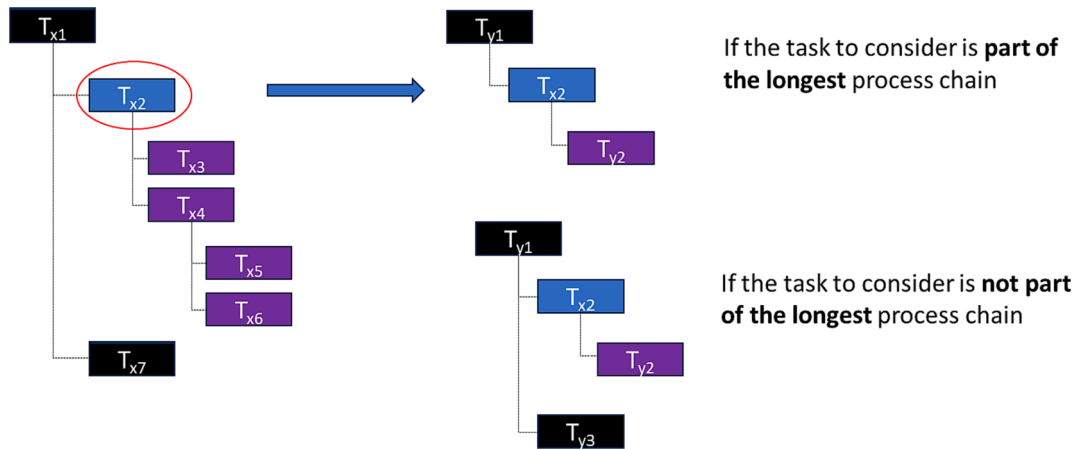 Tx1
Tx2
Tx3
Tx4
Tx5
Tx6
Tx7
Ty1
Tx2
Ty2
If the task to consider is part of
the longest process chain
Ty1
Tx2
Ty2
Ty3
If the task to consider is not part
of the longest process chain